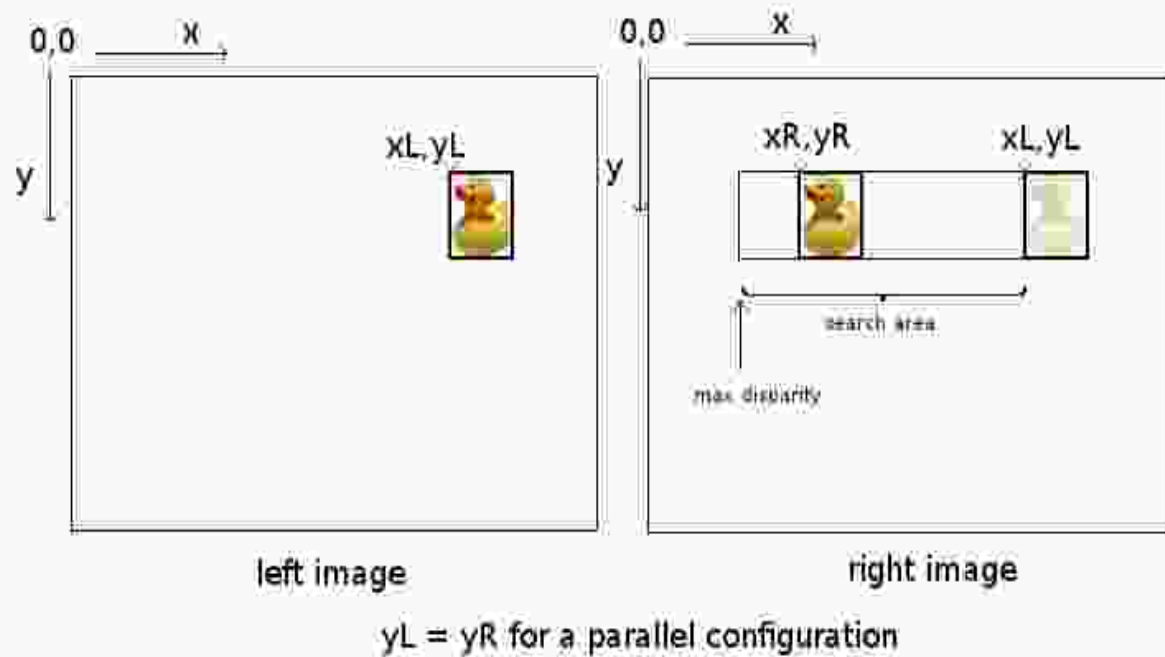 0,0 x
0,0 x
xL,yL
xR,yR xL,yL
y
y
search area
max disparity
left image
right image
yL = yR for a parallel configuration